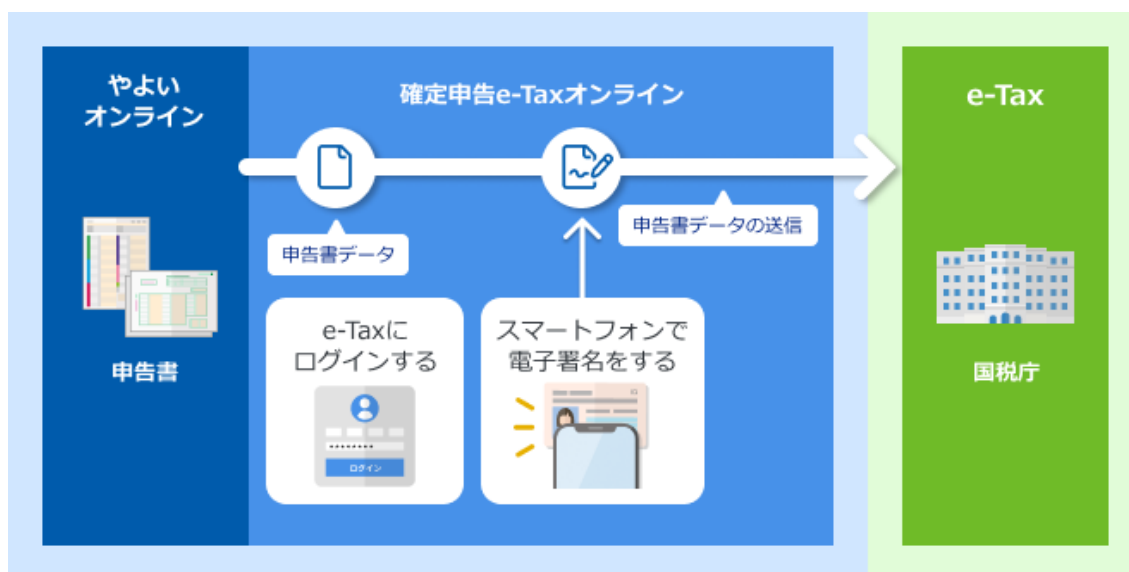 やよい
オンライン
確定申告e-Taxオンライン
e-Tax
申告書データ
申告書データの送信
e-Taxに
ログインする
スマートフォンで
電子署名をする
ログイン
申告書
国税庁